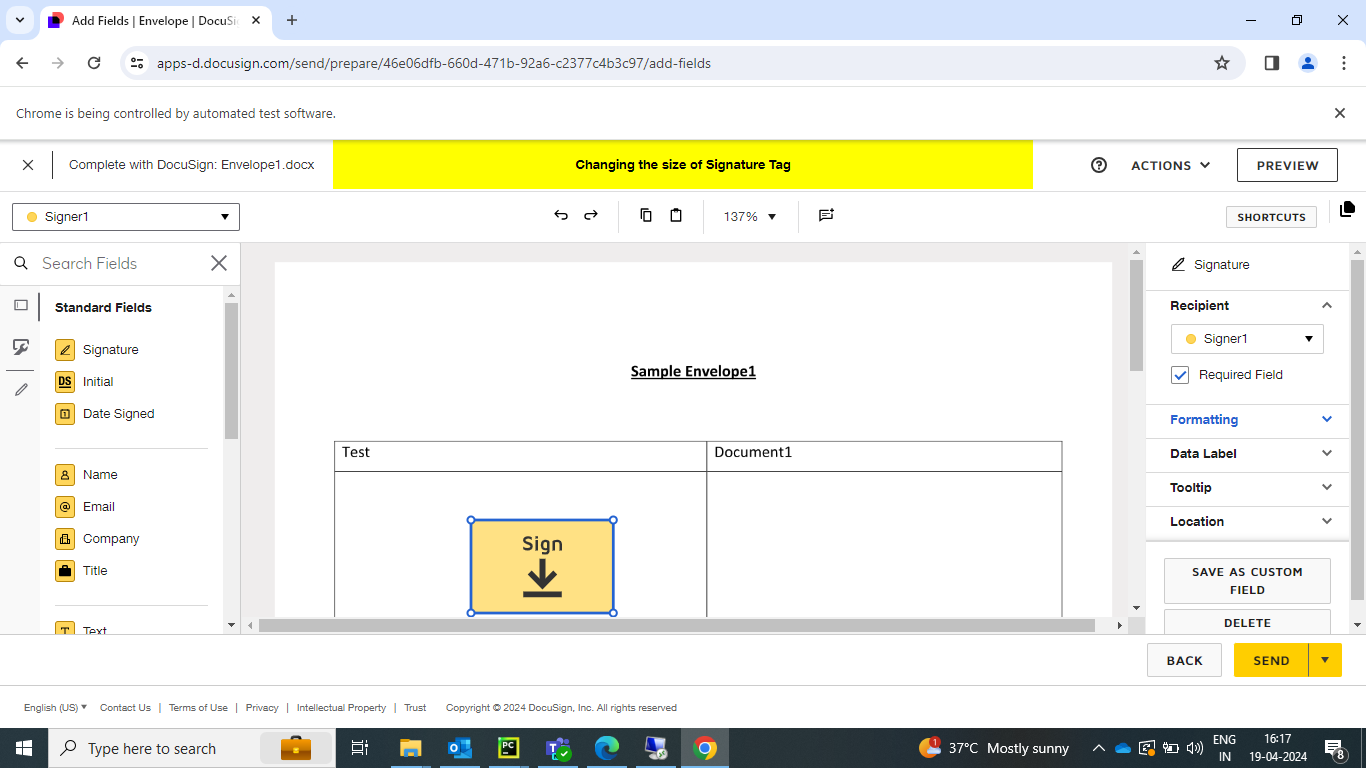 Add Fields | Envelope | DocuSi
apps-d.docusign.com/send/prepare/46e06dfb-660d-471b-92a6-c2377c4b3c97/add-fields
Chrome is being controlled by automated test software.
Complete with DocuSign: Envelope1.docx
Changing the size of Signature Tag
ACTIONS
PREVIEW
Signer1
137%
SHORTCUTS
Search Fields
Standard Fields
Signature
DS Initial
1 Date Signed
Name
@ Email
Company
Title
T Text
Sample Envelope1
Test Document1
Sign
Signature
Recipient
Signer1
Required Field
Formatting
Data Label
Tooltip
Location
SAVE AS CUSTOM
FIELD
DELETE
BACK
SEND
English (US) Contact Us | Terms of Use | Privacy | Intellectual Property | Trust Copyright © 2024 DocuSign, Inc. All rights reserved
Type here to search
PC
1
37°C Mostly sunny
ENG
IN
16:17
19-04-2024
8